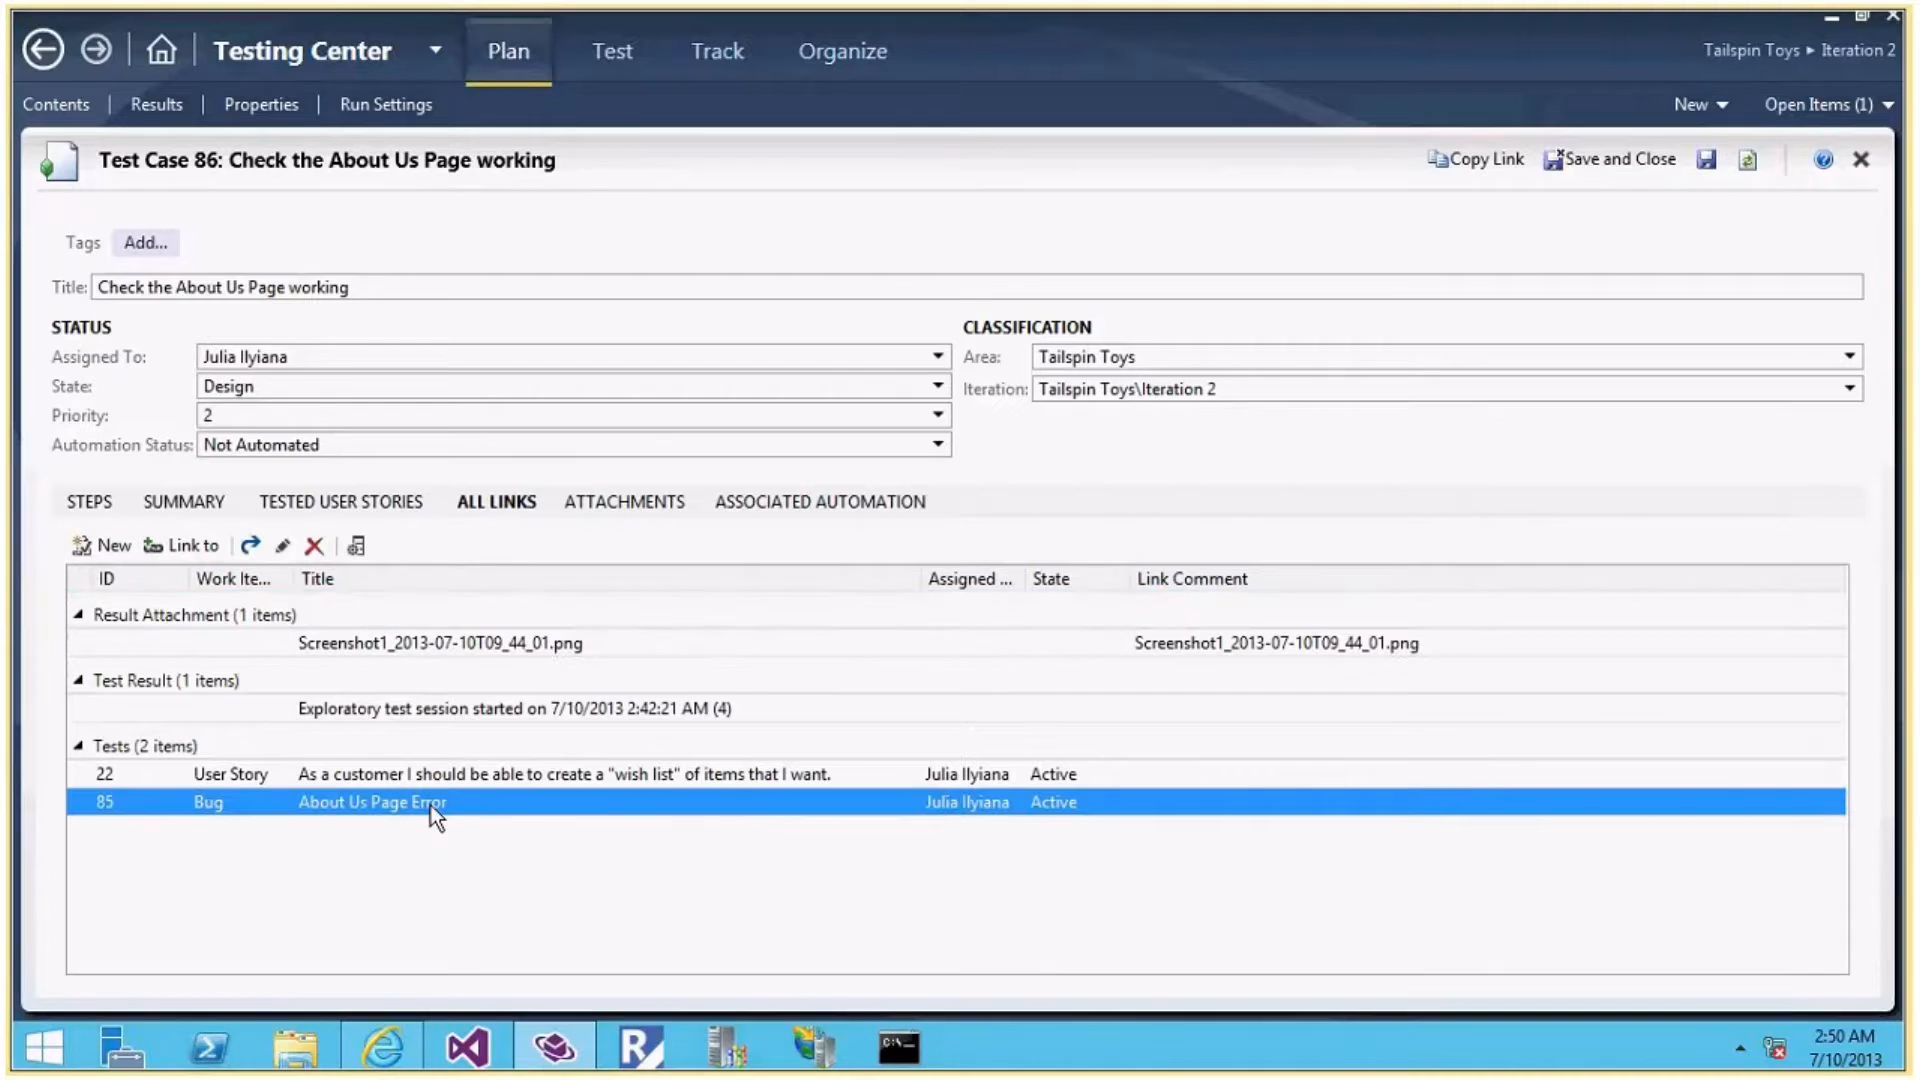 Testing Center Plan Test Track Organize Tailspin Toys ▸ Iteration 2
Contents | Results | Properties | Run Settings New Open Items (1)
Test Case 86: Check the About Us Page working Copy Link Save and Close
Tags Add...
Title: Check the About Us Page working
STATUS CLASSIFICATION
Assigned To: Julia Ilyiana Area: Tailspin Toys
State: Design Iteration: Tailspin Toys\Iteration 2
Priority: 2
Automation Status: Not Automated
STEPS SUMMARY TESTED USER STORIES ALL LINKS ATTACHMENTS ASSOCIATED AUTOMATION
New Link to
ID Work Ite... Title Assigned ... State Link Comment
Result Attachment (1 items)
Screenshot1_2013-07-10T09_44_01.png Screenshot1_2013-07-10T09_44_01.png
Test Result (1 items)
Exploratory test session started on 7/10/2013 2:42:21 AM (4)
Tests (2 items)
22 User Story As a customer I should be able to create a "wish list" of items that I want. Julia Ilyiana Active
85 Bug About Us Page Error Julia Ilyiana Active
2:50 AM
7/10/2013